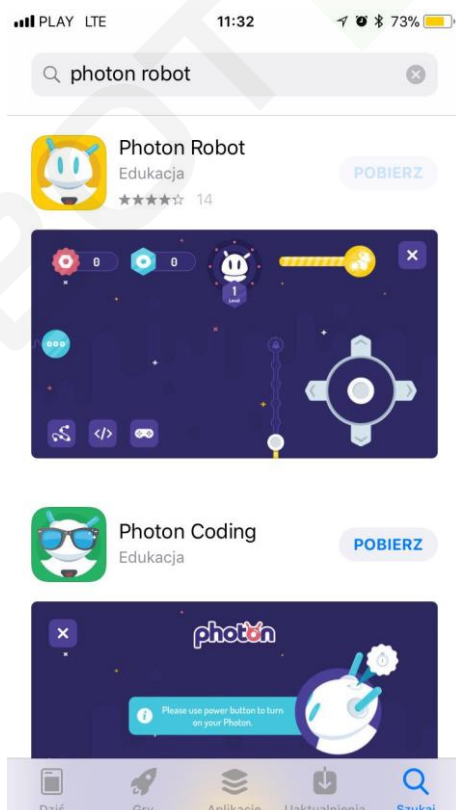 PLAY LTE 11:32 73%
photon robot
Photon Robot
Edukacja
POBIERZ
14
0 0
1
Level
Photon Coding
Edukacja
POBIERZ
photon
Please use power button to turn
on your Photon.
Dziś Gry Aplikacje Uaktualnienia Szukaj